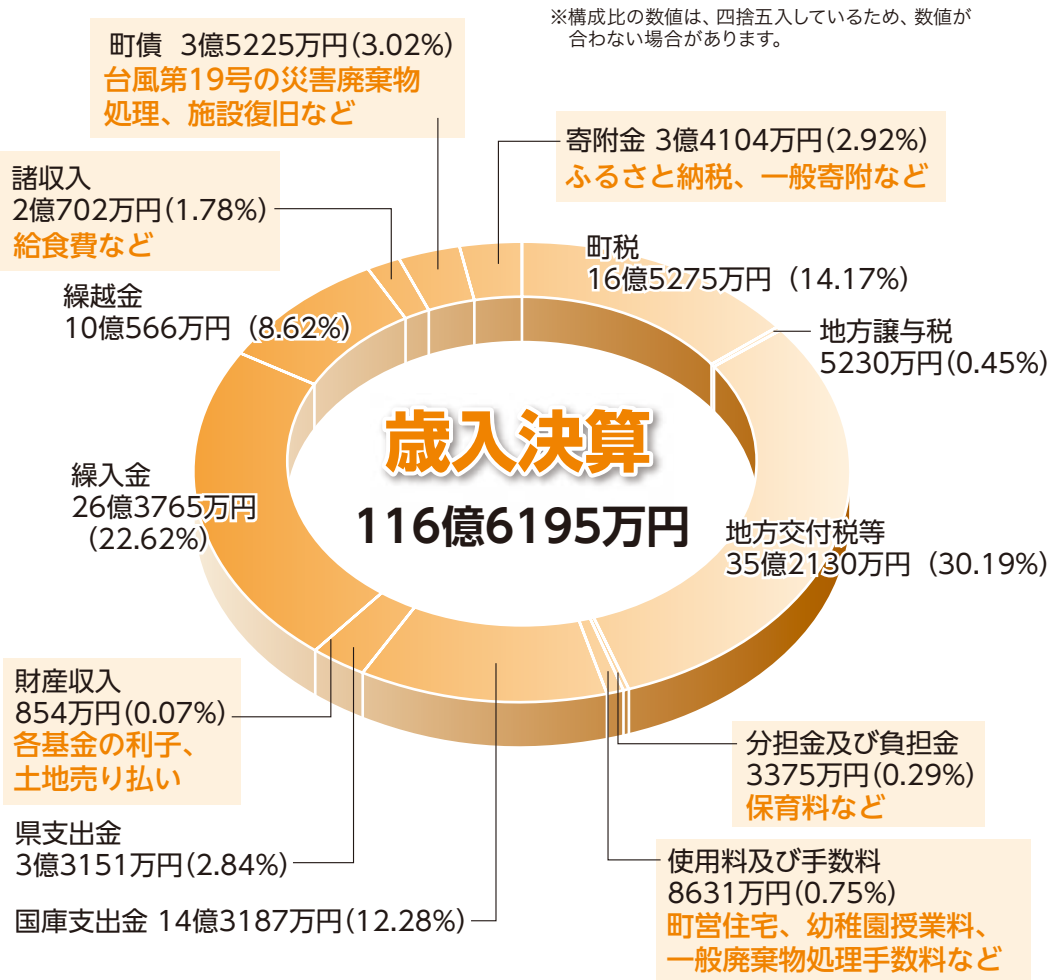 ※構成比の数値は、四捨五入しているため、数値が
合わない場合があります。
町債 3億5225万円(3.02%)
台風第19号の災害廃棄物
処理、施設復旧など
寄附金 3億4104万円(2.92%)
ふるさと納税、一般寄附など
諸収入
2億702万円(1.78%)
給食費など
町税
16億5275万円 (14.17%)
繰越金
10億566万円 (8.62%)
地方譲与税
5230万円(0.45%)
歳入決算
116億6195万円
繰入金
26億3765万円
(22.62%)
地方交付税等
35億2130万円 (30.19%)
財産収入
854万円(0.07%)
各基金の利子、
土地売り払い
分担金及び負担金
3375万円(0.29%)
保育料など
県支出金
3億3151万円(2.84%)
使用料及び手数料
8631万円(0.75%)
町営住宅、幼稚園授業料、
一般廃棄物処理手数料など
国庫支出金 14億3187万円(12.28%)